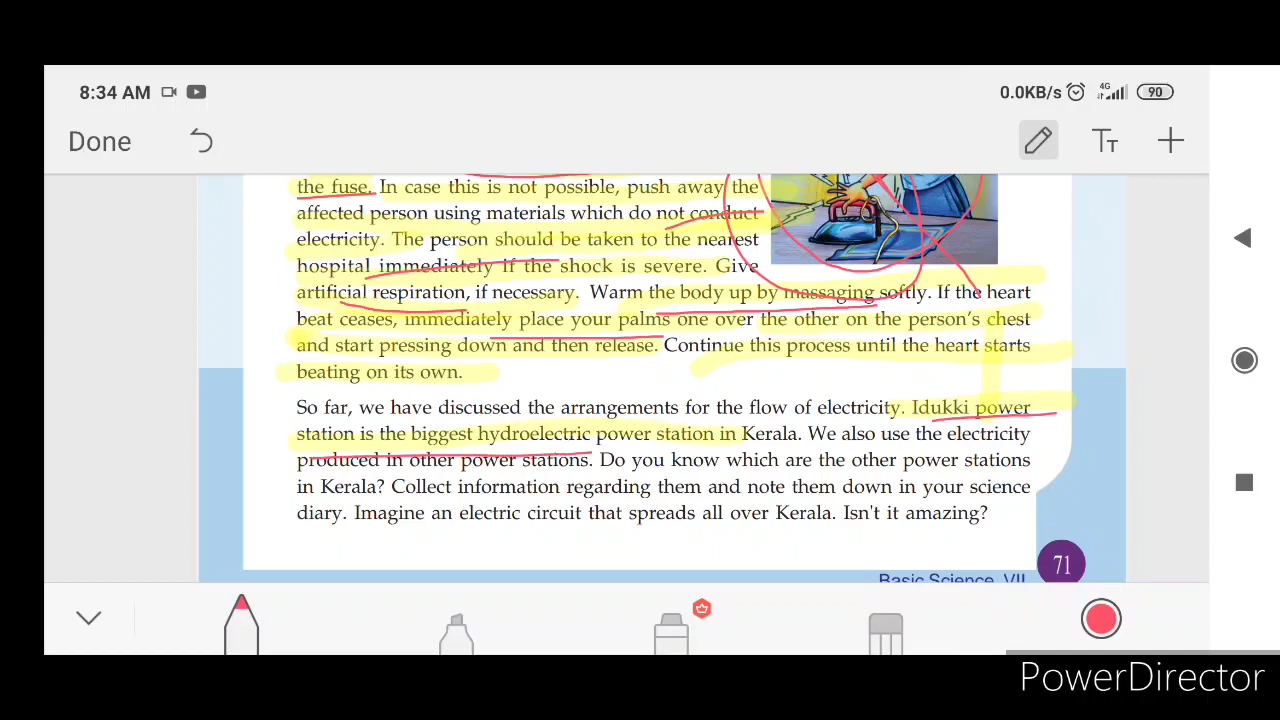 8:34 AM
0.0KB/s 4G 90
Done
TT
the fuse. In case this is not possible, push away the
affected person using materials which do not conduct
electricity. The person should be taken to the nearest
hospital immediately if the shock is severe. Give
artificial respiration, if necessary. Warm the body up by massaging softly. If the heart
beat ceases, immediately place your palms one over the other on the person's chest
and start pressing down and then release. Continue this process until the heart starts
beating on its own.
So far, we have discussed the arrangements for the flow of electricity. Idukki power
station is the biggest hydroelectric power station in Kerala. We also use the electricity
produced in other power stations. Do you know which are the other power stations
in Kerala? Collect information regarding them and note them down in your science
diary. Imagine an electric circuit that spreads all over Kerala. Isn't it amazing?
71
Basic Science VII
PowerDirector